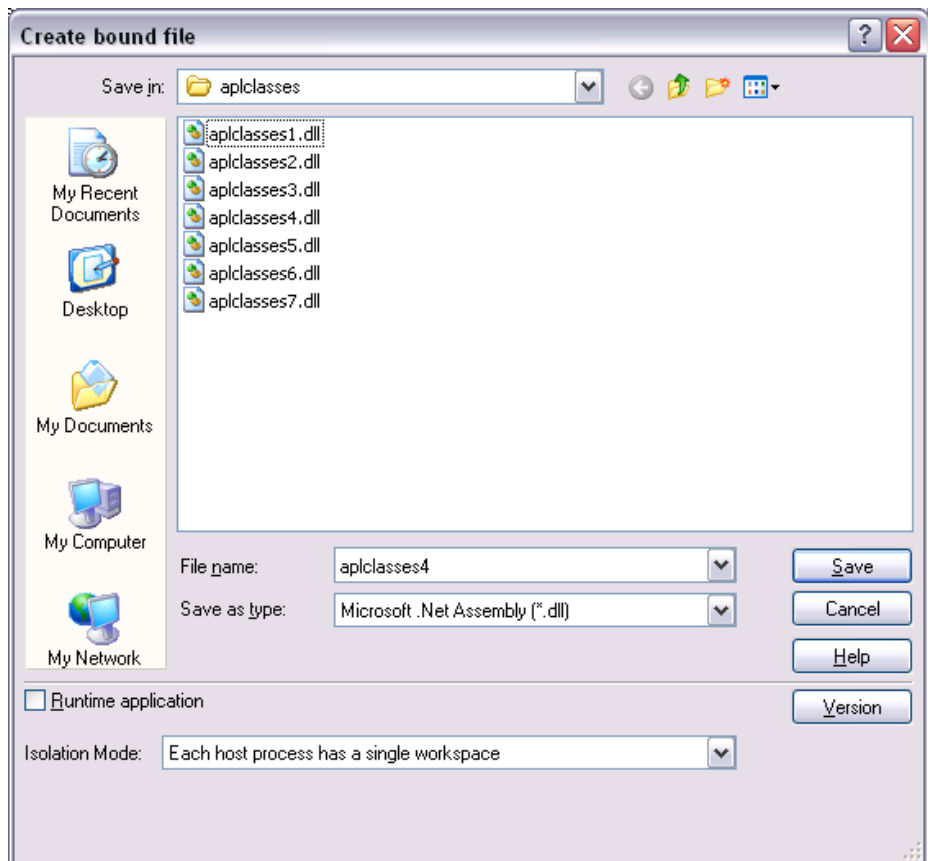 Create bound file
Save in: aplclasses
My Recent Documents
Desktop
My Documents
My Computer
My Network
aplclasses1.dll
aplclasses2.dll
aplclasses3.dll
aplclasses4.dll
aplclasses5.dll
aplclasses6.dll
aplclasses7.dll
File name: aplclasses4
Save
Save as type: Microsoft .Net Assembly (*.dll)
Cancel
Help
Runtime application
Version
Isolation Mode: Each host process has a single workspace